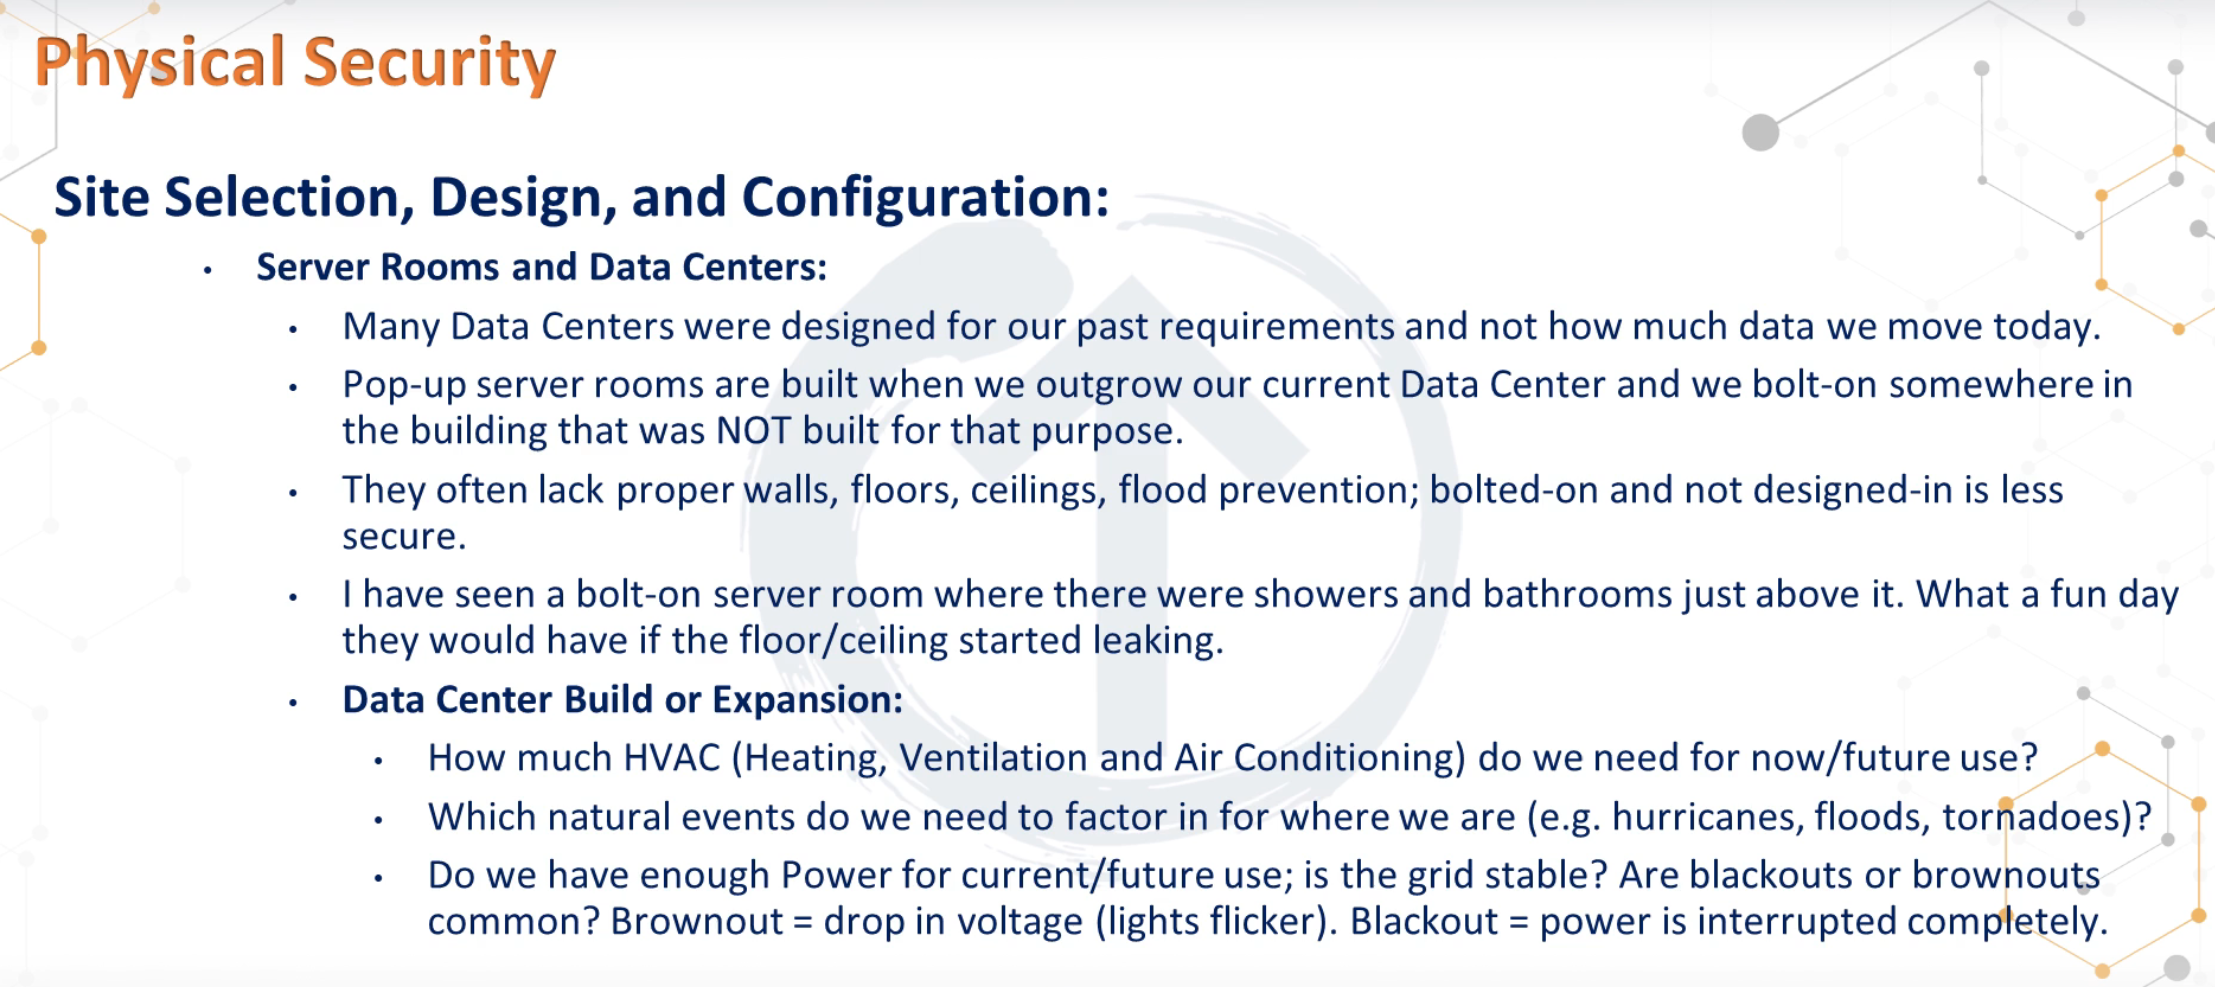 Physical Security
Site Selection, Design, and Configuration:
• Server Rooms and Data Centers:
• Many Data Centers were designed for our past requirements and not how much data we move today.
• Pop-up server rooms are built when we outgrow our current Data Center and we bolt-on somewhere in
the building that was NOT built for that purpose.
• They often lack proper walls, floors, ceilings, flood prevention; bolted-on and not designed-in is less
secure.
• I have seen a bolt-on server room where there were showers and bathrooms just above it. What a fun day
they would have if the floor/ceiling started leaking.
• Data Center Build or Expansion:
• How much HVAC (Heating, Ventilation and Air Conditioning) do we need for now/future use?
• Which natural events do we need to factor in for where we are (e.g. hurricanes, floods, tornadoes)?
• Do we have enough Power for current/future use; is the grid stable? Are blackouts or brownouts
common? Brownout = drop in voltage (lights flicker). Blackout = power is interrupted completely.